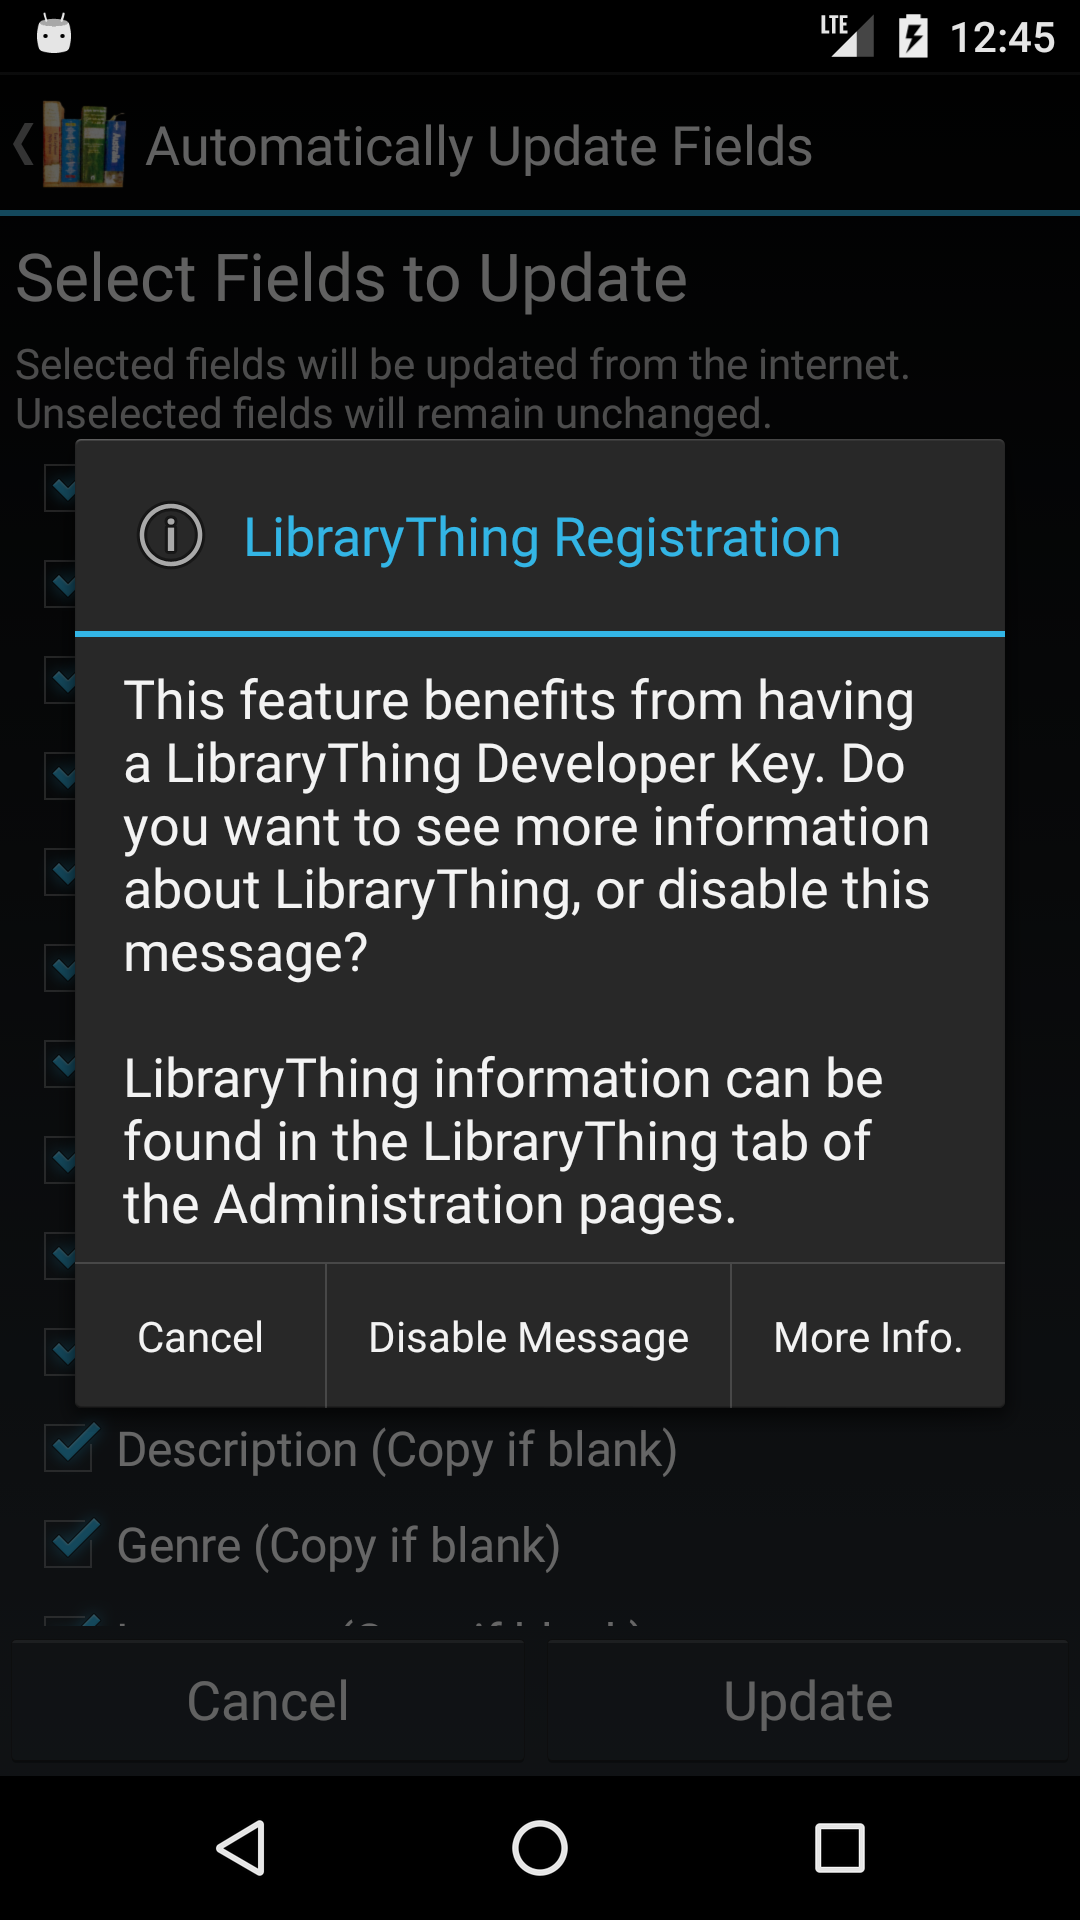 LTE 12:45
Automatically Update Fields
Select Fields to Update
Selected fields will be updated from the internet.
Unselected fields will remain unchanged.
LibraryThing Registration
This feature benefits from having
a LibraryThing Developer Key. Do
you want to see more information
about LibraryThing, or disable this
message?
LibraryThing information can be
found in the LibraryThing tab of
the Administration pages.
Cancel Disable Message More Info.
Description (Copy if blank)
Genre (Copy if blank)
Cancel Update